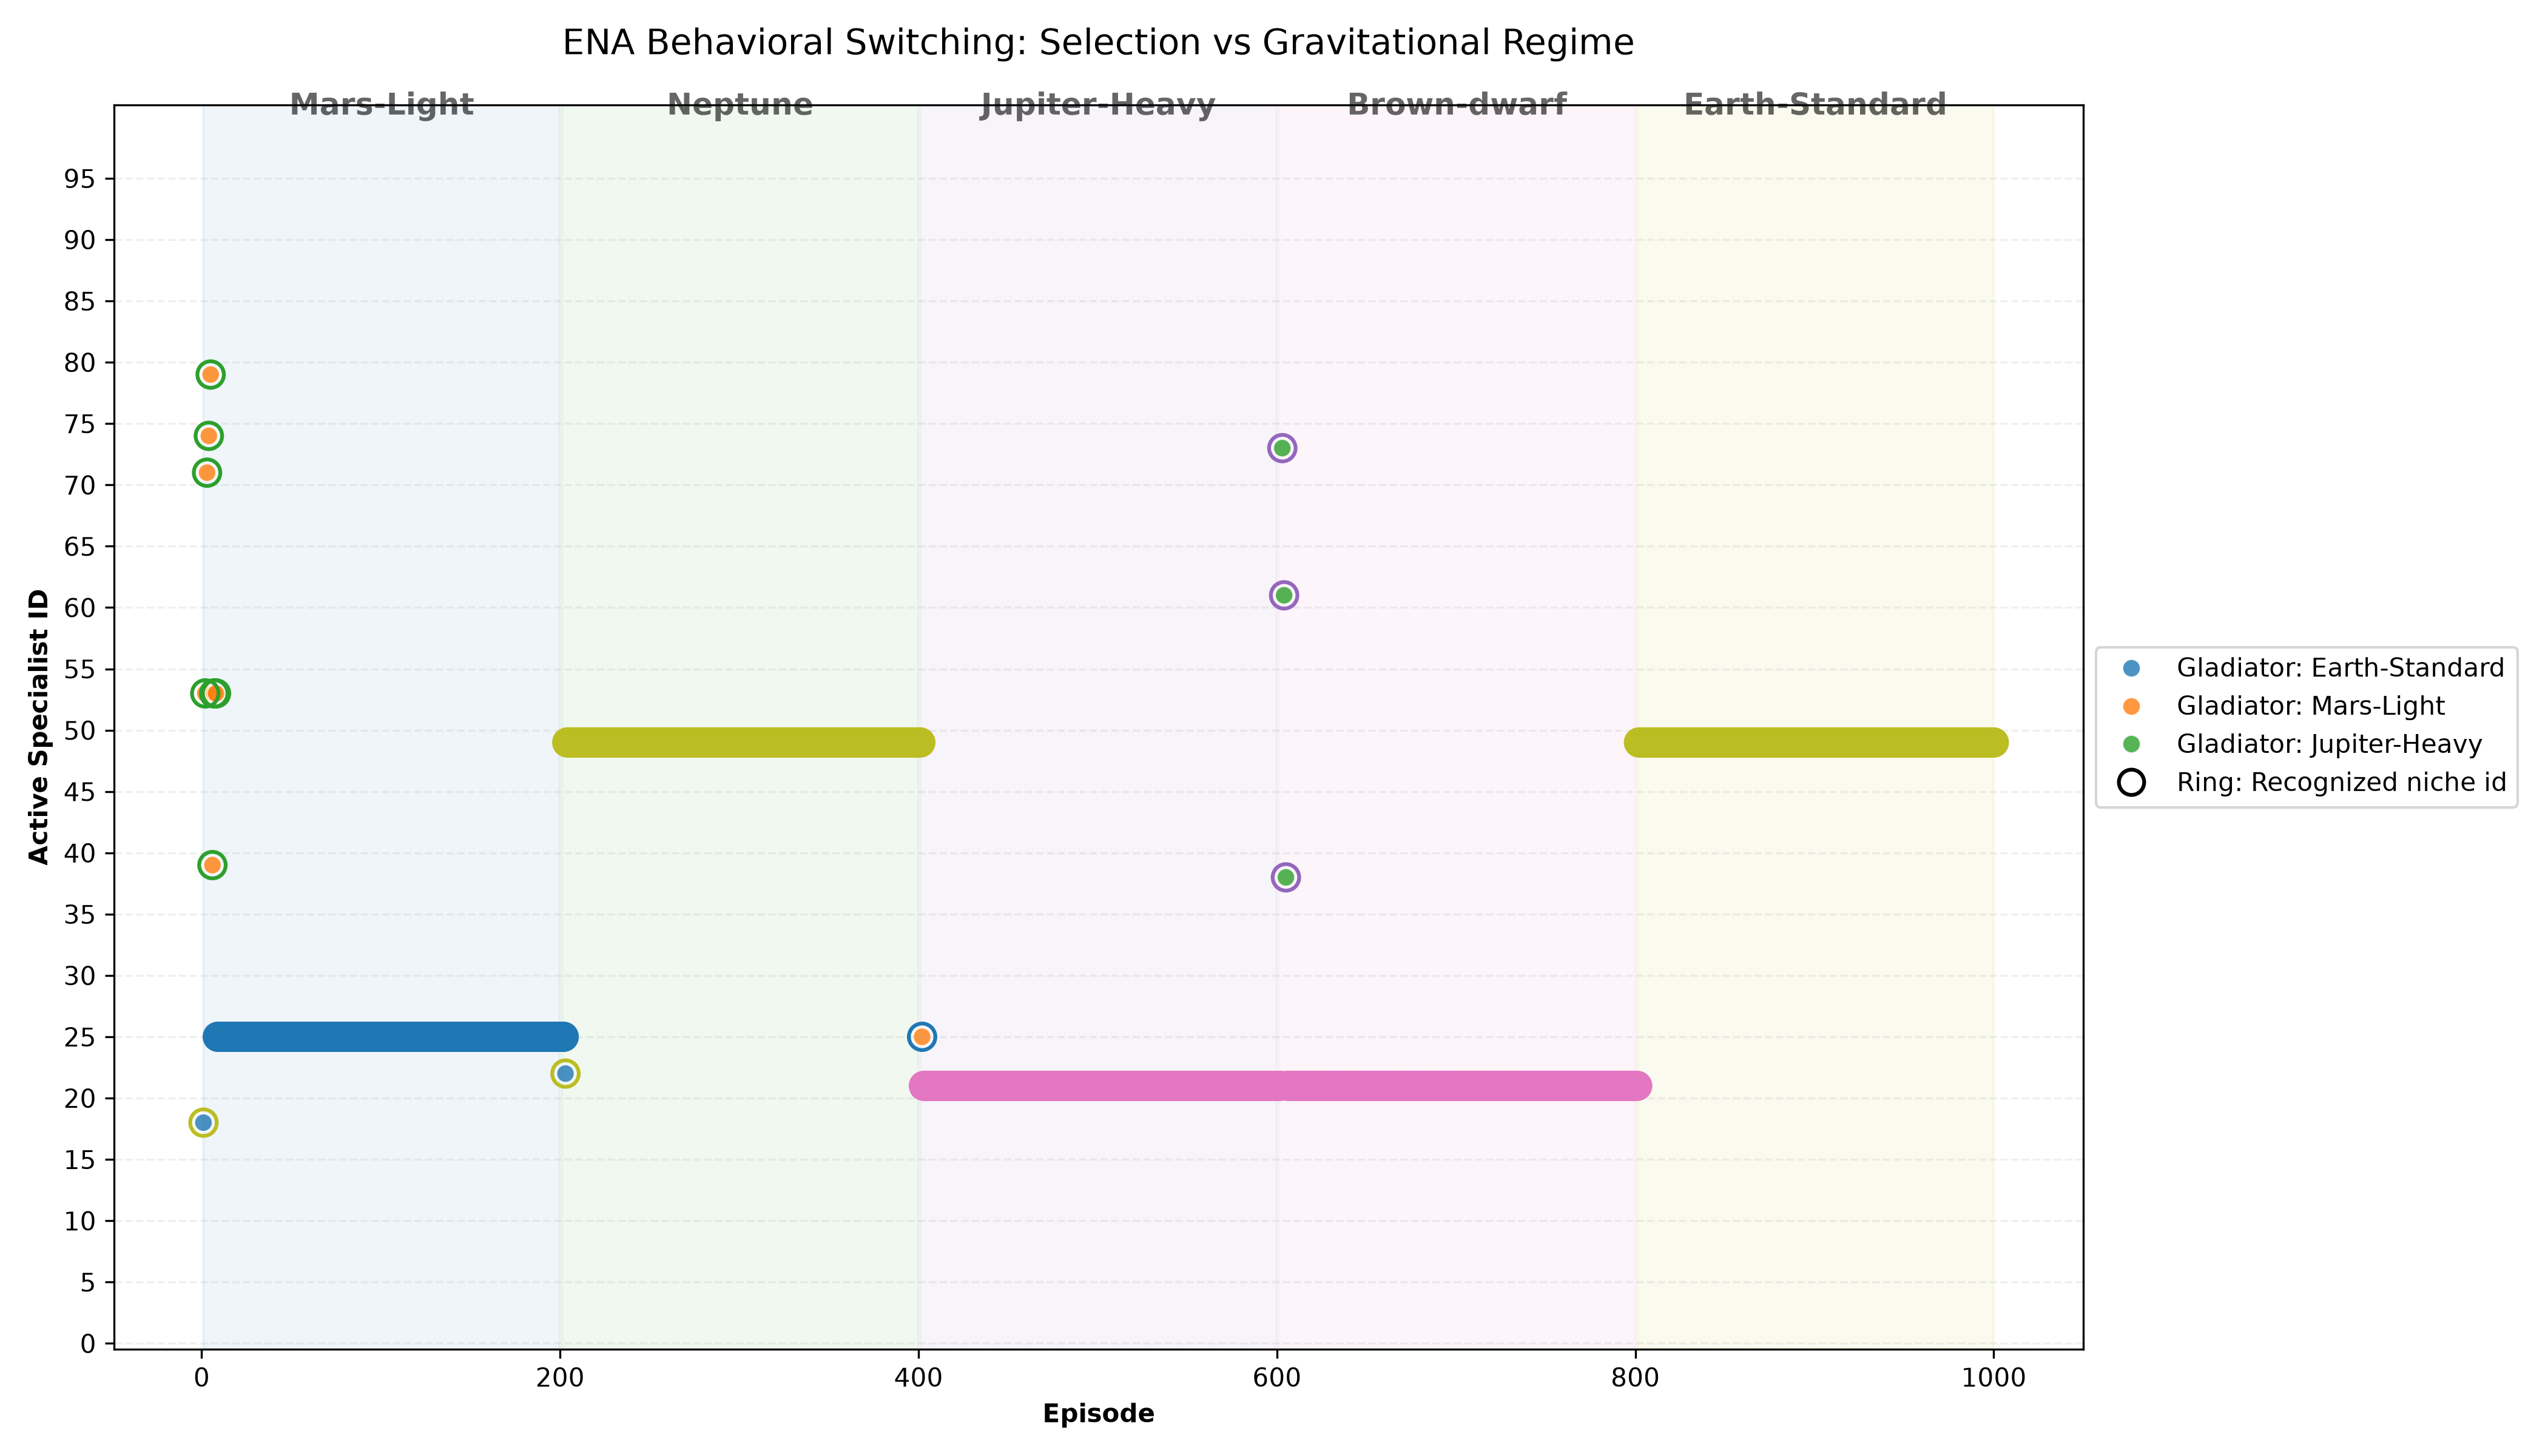 ENA Behavioral Switching: Selection vs Gravitational Regime
Mars-Light Neptune Jupiter-Heavy Brown-dwarf Earth-Standard
95
90
85
80
75
70
65
60
55
50
45
40
35
30
25
20
15
10
5
0
Active Specialist ID
0 200 400 600 800 1000
Episode
Gladiator: Earth-Standard
Gladiator: Mars-Light
Gladiator: Jupiter-Heavy
Ring: Recognized niche id